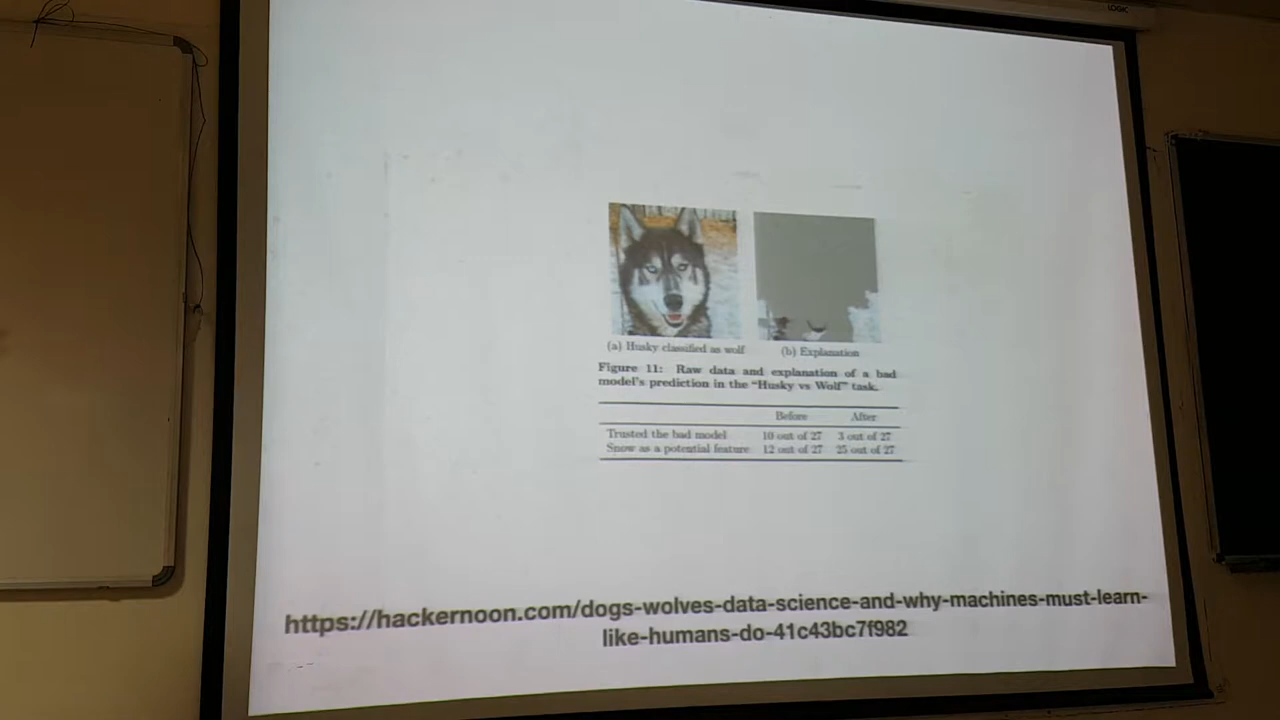 LOGIC
(a) Husky classified as wolf
(b) Explanation
Figure 11: Raw data and explanation of a bad
model's prediction in the "Husky vs Wolf" task.
Before After
Trusted the bad model 10 out of 27 3 out of 27
Snow as a potential feature 12 out of 27 25 out of 27
https://hackernoon.com/dogs-wolves-data-science-and-why-machines-must-learn-
like-humans-do-41c43bc7f982